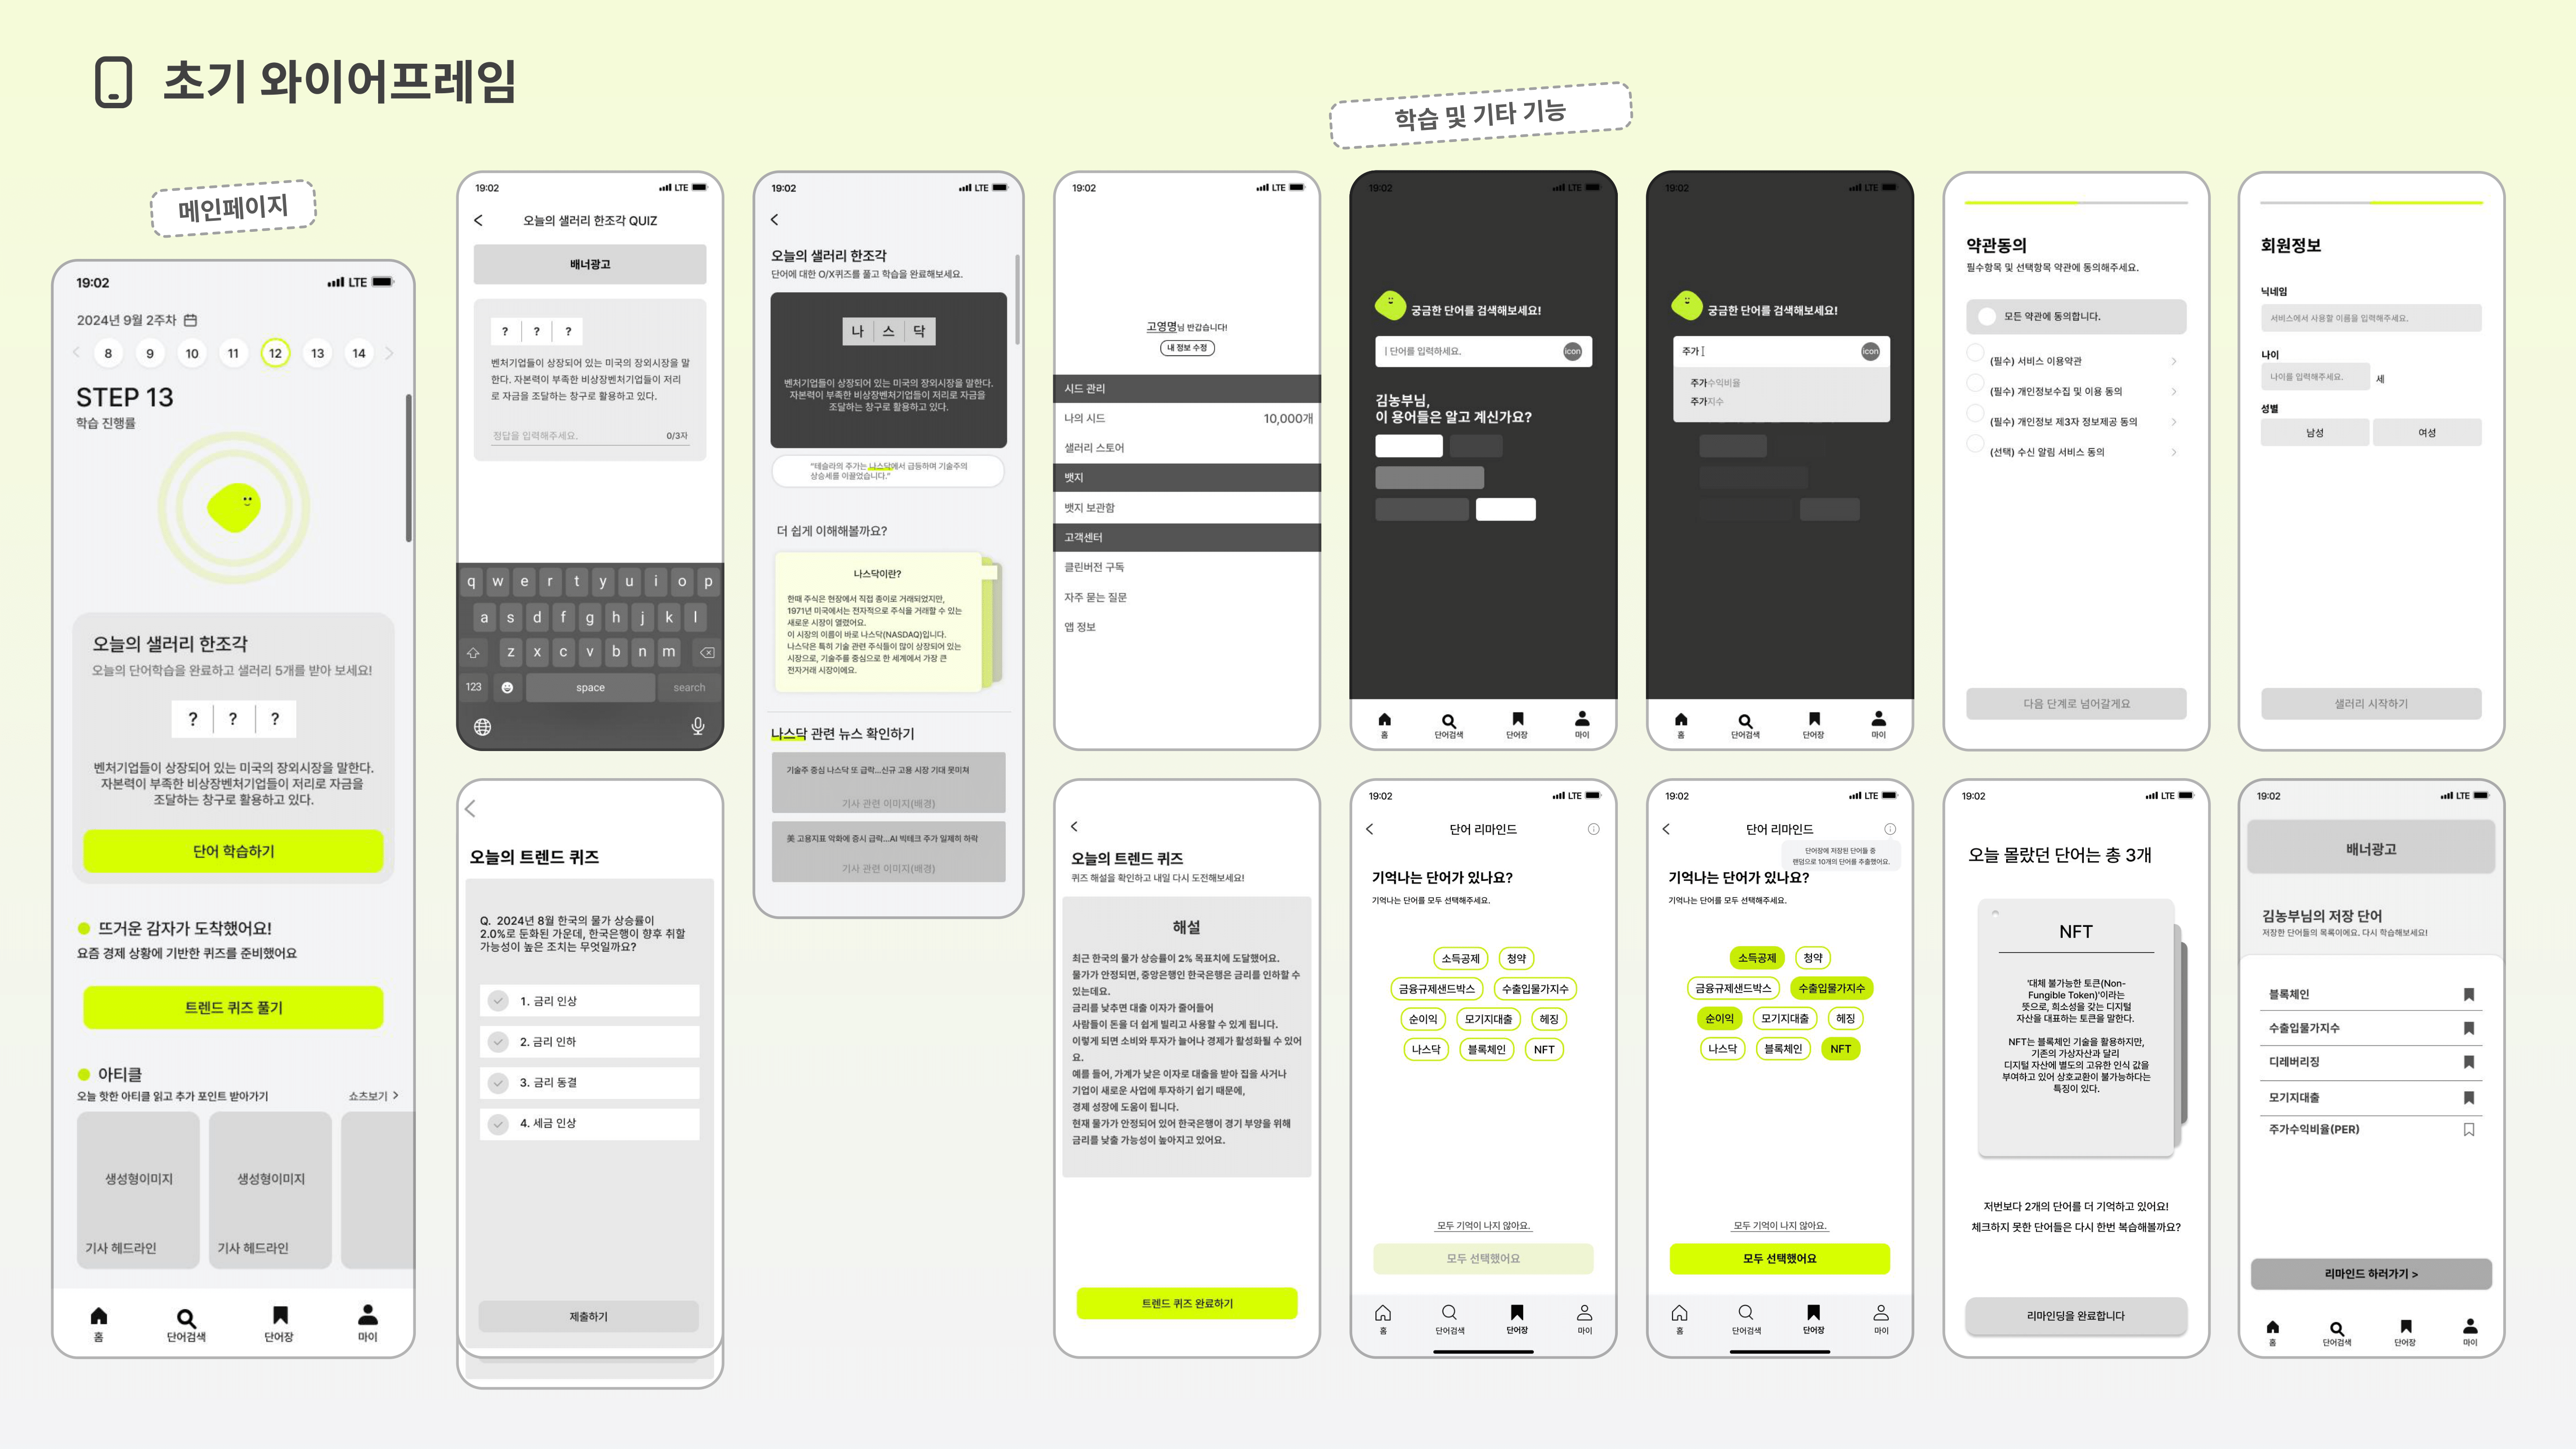 초기 와이어프레임
학습 및 기타 기능
메인페이지
19:02
LTE
2024년 9월 2주차
8 9 10 11 12 13 14
STEP 13
학습 진행률
오늘의 샐러리 한조각
오늘의 단어학습을 완료하고 샐러리 5개를 받아 보세요!
? ? ?
벤처기업들이 상장되어 있는 미국의 장외시장을 말한다.
자본력이 부족한 비상장벤처기업들이 저리로 자금을
조달하는 창구로 활용하고 있다.
단어 학습하기
뜨거운 감자가 도착했어요!
요즘 경제 상황에 기반한 퀴즈를 준비했어요
트렌드 퀴즈 풀기
아티클
오늘 핫한 아티클 읽고 추가 포인트 받아가기
쇼츠보기 >
생성형이미지
기사 헤드라인
생성형이미지
기사 헤드라인
홈 단어검색 단어장 마이
19:02
LTE
오늘의 샐러리 한조각 QUIZ
배너광고
? ? ?
벤처기업들이 상장되어 있는 미국의 장외시장을 말
한다. 자본력이 부족한 비상장벤처기업들이 저리
로 자금을 조달하는 창구로 활용하고 있다.
정답을 입력해주세요. 0/3자
q w e r t y u i o p
a s d f g h j k l
z x c v b n m
123 space search
19:02
LTE
오늘의 샐러리 한조각
단어에 대한 O/X퀴즈를 풀고 학습을 완료해보세요.
나 스 닥
벤처기업들이 상장되어 있는 미국의 장외시장을 말한다.
자본력이 부족한 비상장벤처기업들이 저리로 자금을
조달하는 창구로 활용하고 있다.
"테슬라의 주가는 나스닥에서 급등하며 기술주의
상승세를 이끌었습니다."
더 쉽게 이해해볼까요?
나스닥이란?
한때 주식은 현장에서 직접 종이로 거래되었지만,
1971년 미국에서는 전자적으로 주식을 거래할 수 있는
새로운 시장이 열렸어요.
이 시장의 이름이 바로 나스닥(NASDAQ)입니다.
나스닥은 특히 기술 관련 주식들이 많이 상장되어 있는
시장으로, 기술주를 중심으로 한 세계에서 가장 큰
전자거래 시장이에요.
나스닥 관련 뉴스 확인하기
기술주 중심 나스닥 또 급락...신규 고용 시장 기대 못미쳐
기사 관련 이미지(배경)
美 고용지표 악화에 증시 급락...AI 빅테크 주가 일제히 하락
기사 관련 이미지(배경)
19:02
LTE
고영명님 반갑습니다!
내 정보 수정
시드 관리
나의 시드 10,000개
샐러리 스토어
뱃지
뱃지 보관함
고객센터
클린버전 구독
자주 묻는 질문
앱 정보
19:02
LTE
궁금한 단어를 검색해보세요!
| 단어를 입력하세요. icon
김농부님,
이 용어들은 알고 계신가요?
홈 단어검색 단어장 마이
19:02
LTE
궁금한 단어를 검색해보세요!
주가 icon
주가수익비율
주가지수
홈 단어검색 단어장 마이
약관동의
필수항목 및 선택항목 약관에 동의해주세요.
모든 약관에 동의합니다.
(필수) 서비스 이용약관
(필수) 개인정보수집 및 이용 동의
(필수) 개인정보 제3자 정보제공 동의
(선택) 수신 알림 서비스 동의
다음 단계로 넘어갈게요
회원정보
닉네임
서비스에서 사용할 이름을 입력해주세요.
나이
나이를 입력해주세요. 세
성별
남성 여성
샐러리 시작하기
오늘의 트렌드 퀴즈
Q. 2024년 8월 한국의 물가 상승률이
2.0%로 둔화된 가운데, 한국은행이 향후 취할
가능성이 높은 조치는 무엇일까요?
1. 금리 인상
2. 금리 인하
3. 금리 동결
4. 세금 인상
제출하기
오늘의 트렌드 퀴즈
퀴즈 해설을 확인하고 내일 다시 도전해보세요!
해설
최근 한국의 물가 상승률이 2% 목표치에 도달했어요.
물가가 안정되면, 중앙은행인 한국은행은 금리를 인하할 수
있는데요.
금리를 낮추면 대출 이자가 줄어들어
사람들이 돈을 더 쉽게 빌리고 사용할 수 있게 됩니다.
이렇게 되면 소비와 투자가 늘어나 경제가 활성화될 수 있어
요.
예를 들어, 가계가 낮은 이자로 대출을 받아 집을 사거나
기업이 새로운 사업에 투자하기 쉽기 때문에,
경제 성장에 도움이 됩니다.
현재 물가가 안정되어 있어 한국은행이 경기 부양을 위해
금리를 낮출 가능성이 높아지고 있어요.
트렌드 퀴즈 완료하기
19:02
LTE
단어 리마인드
기억나는 단어가 있나요?
기억나는 단어를 모두 선택해주세요.
소득공제 청약
금융규제샌드박스 수출입물가지수
순이익 모기지대출 헤징
나스닥 블록체인 NFT
모두 기억이 나지 않아요.
모두 선택했어요
홈 단어검색 단어장 마이
19:02
LTE
단어 리마인드
단어장에 저장된 단어들 중
랜덤으로 10개의 단어를 추출했어요.
기억나는 단어가 있나요?
기억나는 단어를 모두 선택해주세요.
소득공제 청약
금융규제샌드박스 수출입물가지수
순이익 모기지대출 헤징
나스닥 블록체인 NFT
모두 기억이 나지 않아요.
모두 선택했어요
홈 단어검색 단어장 마이
19:02
LTE
오늘 몰랐던 단어는 총 3개
NFT
'대체 불가능한 토큰(Non-
Fungible Token)'이라는
뜻으로, 희소성을 갖는 디지털
자산을 대표하는 토큰을 말한다.
NFT는 블록체인 기술을 활용하지만,
기존의 가상자산과 달리
디지털 자산에 별도의 고유한 인식 값을
부여하고 있어 상호교환이 불가능하다는
특징이 있다.
저번보다 2개의 단어를 더 기억하고 있어요!
체크하지 못한 단어들은 다시 한번 복습해볼까요?
리마인딩을 완료합니다
19:02
LTE
배너광고
김농부님의 저장 단어
저장한 단어들의 목록이에요. 다시 학습해보세요!
블록체인
수출입물가지수
디레버리징
모기지대출
주가수익비율(PER)
리마인드 하러가기 >
홈 단어검색 단어장 마이